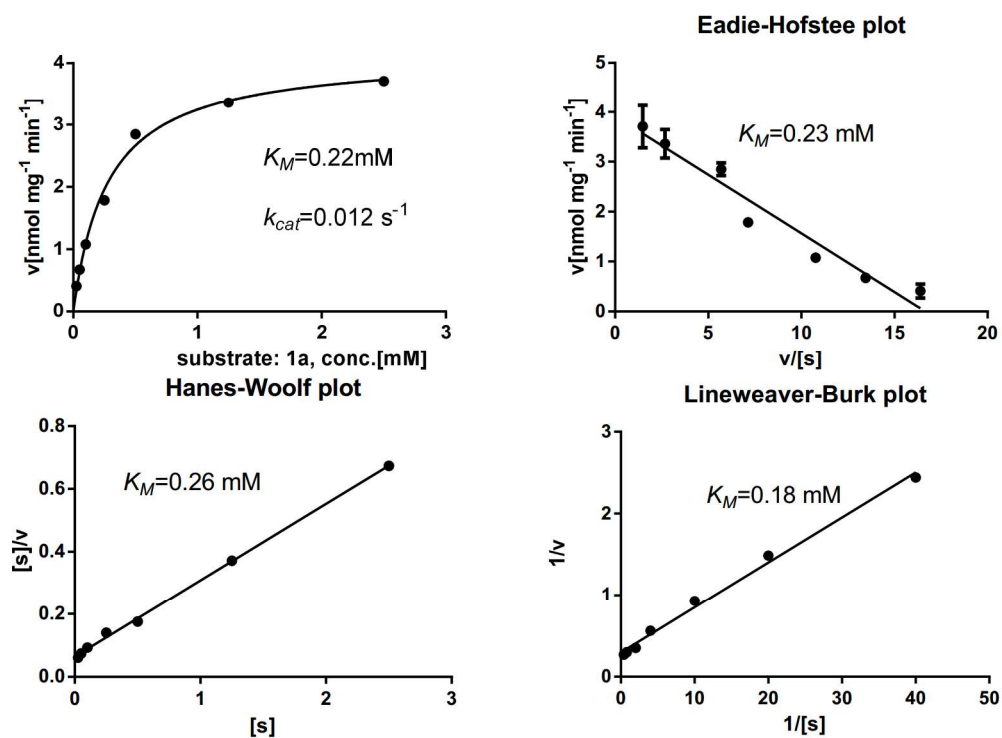 v[nmol mg⁻¹ min⁻¹]
4
3
2
1
0
K_M=0.22mM
k_cat=0.012 s⁻¹
0
1
2
3
substrate: 1a, conc.[mM]
Eadie-Hofstee plot
v[nmol mg⁻¹ min⁻¹]
5
4
3
2
1
0
K_M=0.23 mM
0
5
10
15
20
v/[s]
Hanes-Woolf plot
[s]/v
0.8
0.6
0.4
0.2
0.0
K_M=0.26 mM
0
1
2
3
[s]
Lineweaver-Burk plot
1/v
3
2
1
0
K_M=0.18 mM
0
10
20
30
40
50
1/[s]